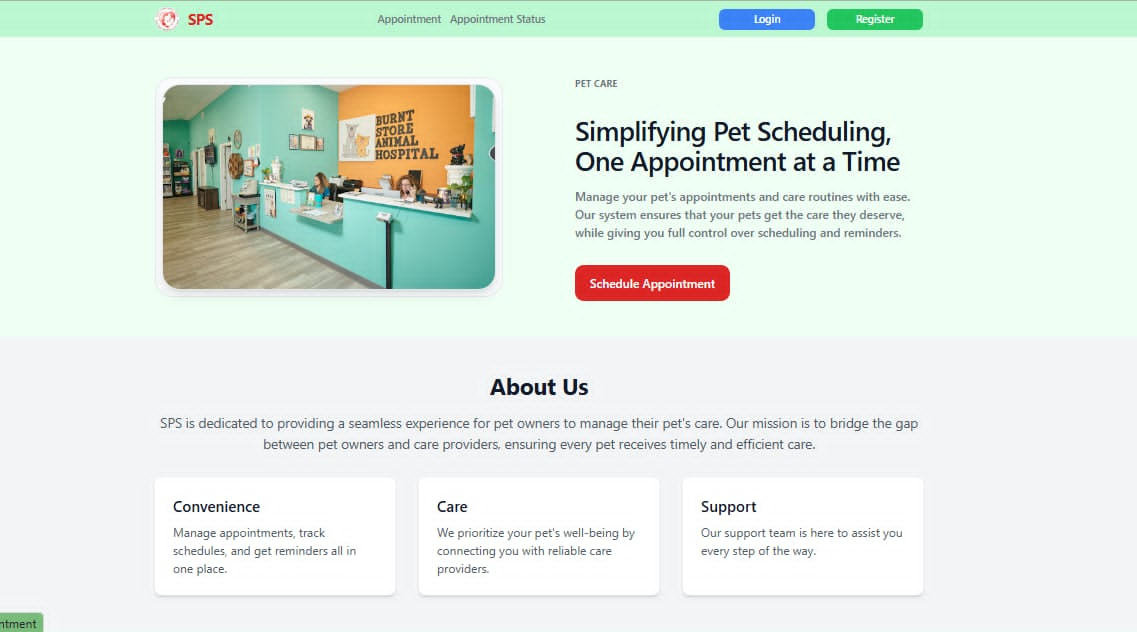 SPS
Appointment
Appointment Status
Login
Register
BURNT
STORE
ANIMAL
HOSPITAL
PET CARE
Simplifying Pet Scheduling,
One Appointment at a Time
Manage your pet's appointments and care routines with ease.
Our system ensures that your pets get the care they deserve,
while giving you full control over scheduling and reminders.
Schedule Appointment
About Us
SPS is dedicated to providing a seamless experience for pet owners to manage their pet's care. Our mission is to bridge the gap
between pet owners and care providers, ensuring every pet receives timely and efficient care.
Convenience
Manage appointments, track
schedules, and get reminders all in
one place.
Care
We prioritize your pet's well-being by
connecting you with reliable care
providers.
Support
Our support team is here to assist you
every step of the way.
ntment